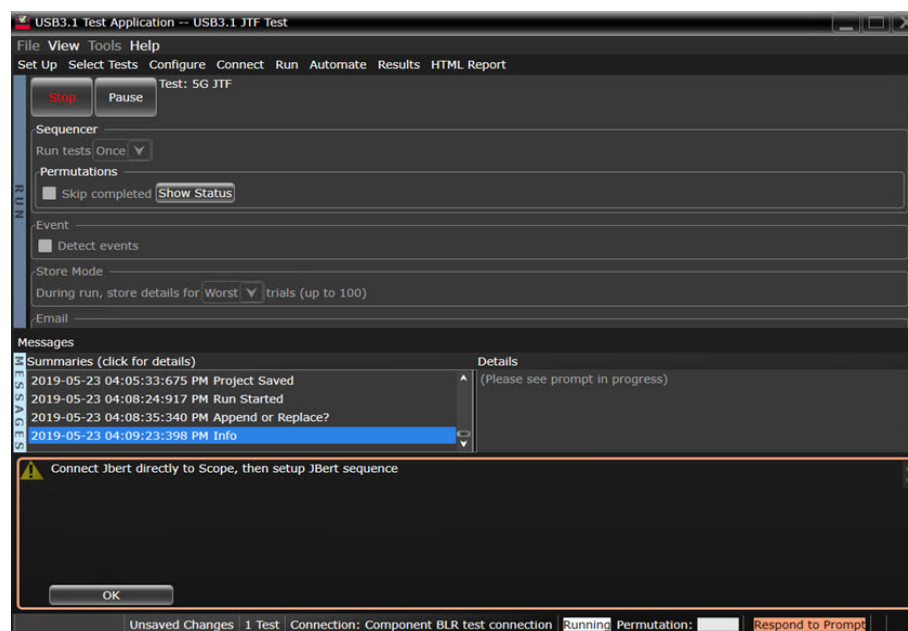 USB3.1 Test Application -- USB3.1 JTF Test
File View Tools Help
Set Up Select Tests Configure Connect Run Automate Results HTML Report
Stop Pause Test: 5G JTF
Sequencer
Run tests Once
Permutations
Skip completed Show Status
RUN
Event
Detect events
Store Mode
During run, store details for Worst trials (up to 100)
Email
Messages
MESSAGES
Summaries (click for details) Details
2019-05-23 04:05:33:675 PM Project Saved (Please see prompt in progress)
2019-05-23 04:08:24:917 PM Run Started
2019-05-23 04:08:35:340 PM Append or Replace?
2019-05-23 04:09:23:398 PM Info
Connect Jbert directly to Scope, then setup JBert sequence
OK
Unsaved Changes 1 Test Connection: Component BLR test connection Running Permutation: Respond to Prompt